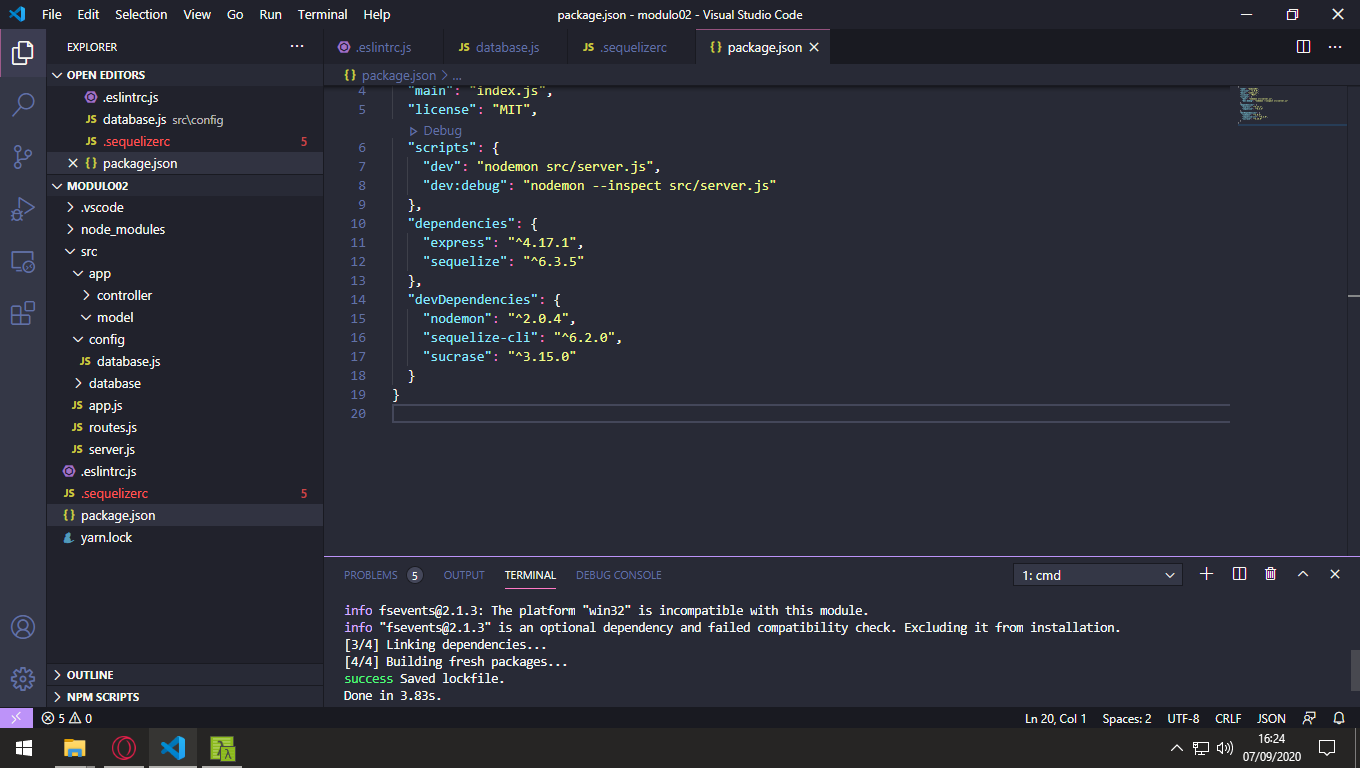 File Edit Selection View Go Run Terminal Help
package.json - modulo02 - Visual Studio Code
EXPLORER
OPEN EDITORS
.eslintrc.js
JS database.js src\config
JS .sequelizerc 5
{} package.json
MODULO02
.vscode
node_modules
src
app
controller
model
config
JS database.js
database
JS app.js
JS routes.js
JS server.js
.eslintrc.js
JS .sequelizerc 5
{} package.json
yarn.lock
OUTLINE
NPM SCRIPTS
.eslintrc.js JS database.js JS .sequelizerc {} package.json
{} package.json > ...
4 "main": "index.js",
5 "license": "MIT",
Debug
6 "scripts": {
7 "dev": "nodemon src/server.js",
8 "dev:debug": "nodemon --inspect src/server.js"
9 },
10 "dependencies": {
11 "express": "^4.17.1",
12 "sequelize": "^6.3.5"
13 },
14 "devDependencies": {
15 "nodemon": "^2.0.4",
16 "sequelize-cli": "^6.2.0",
17 "sucrase": "^3.15.0"
18 }
19 }
20
PROBLEMS 5 OUTPUT TERMINAL DEBUG CONSOLE 1: cmd
info fsevents@2.1.3: The platform "win32" is incompatible with this module.
info "fsevents@2.1.3" is an optional dependency and failed compatibility check. Excluding it from installation.
[3/4] Linking dependencies...
[4/4] Building fresh packages...
success Saved lockfile.
Done in 3.83s.
5 0 Ln 20, Col 1 Spaces: 2 UTF-8 CRLF JSON
16:24
07/09/2020